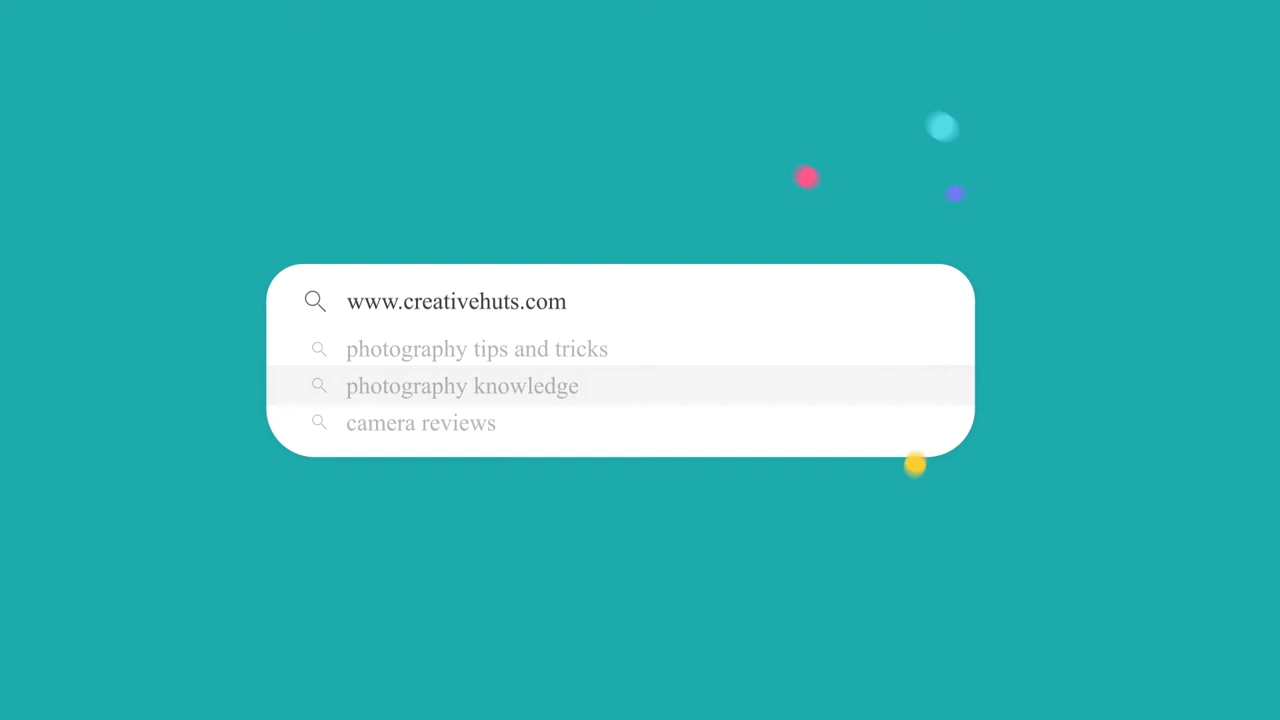 www.creativehuts.com
photography tips and tricks
photography knowledge
camera reviews